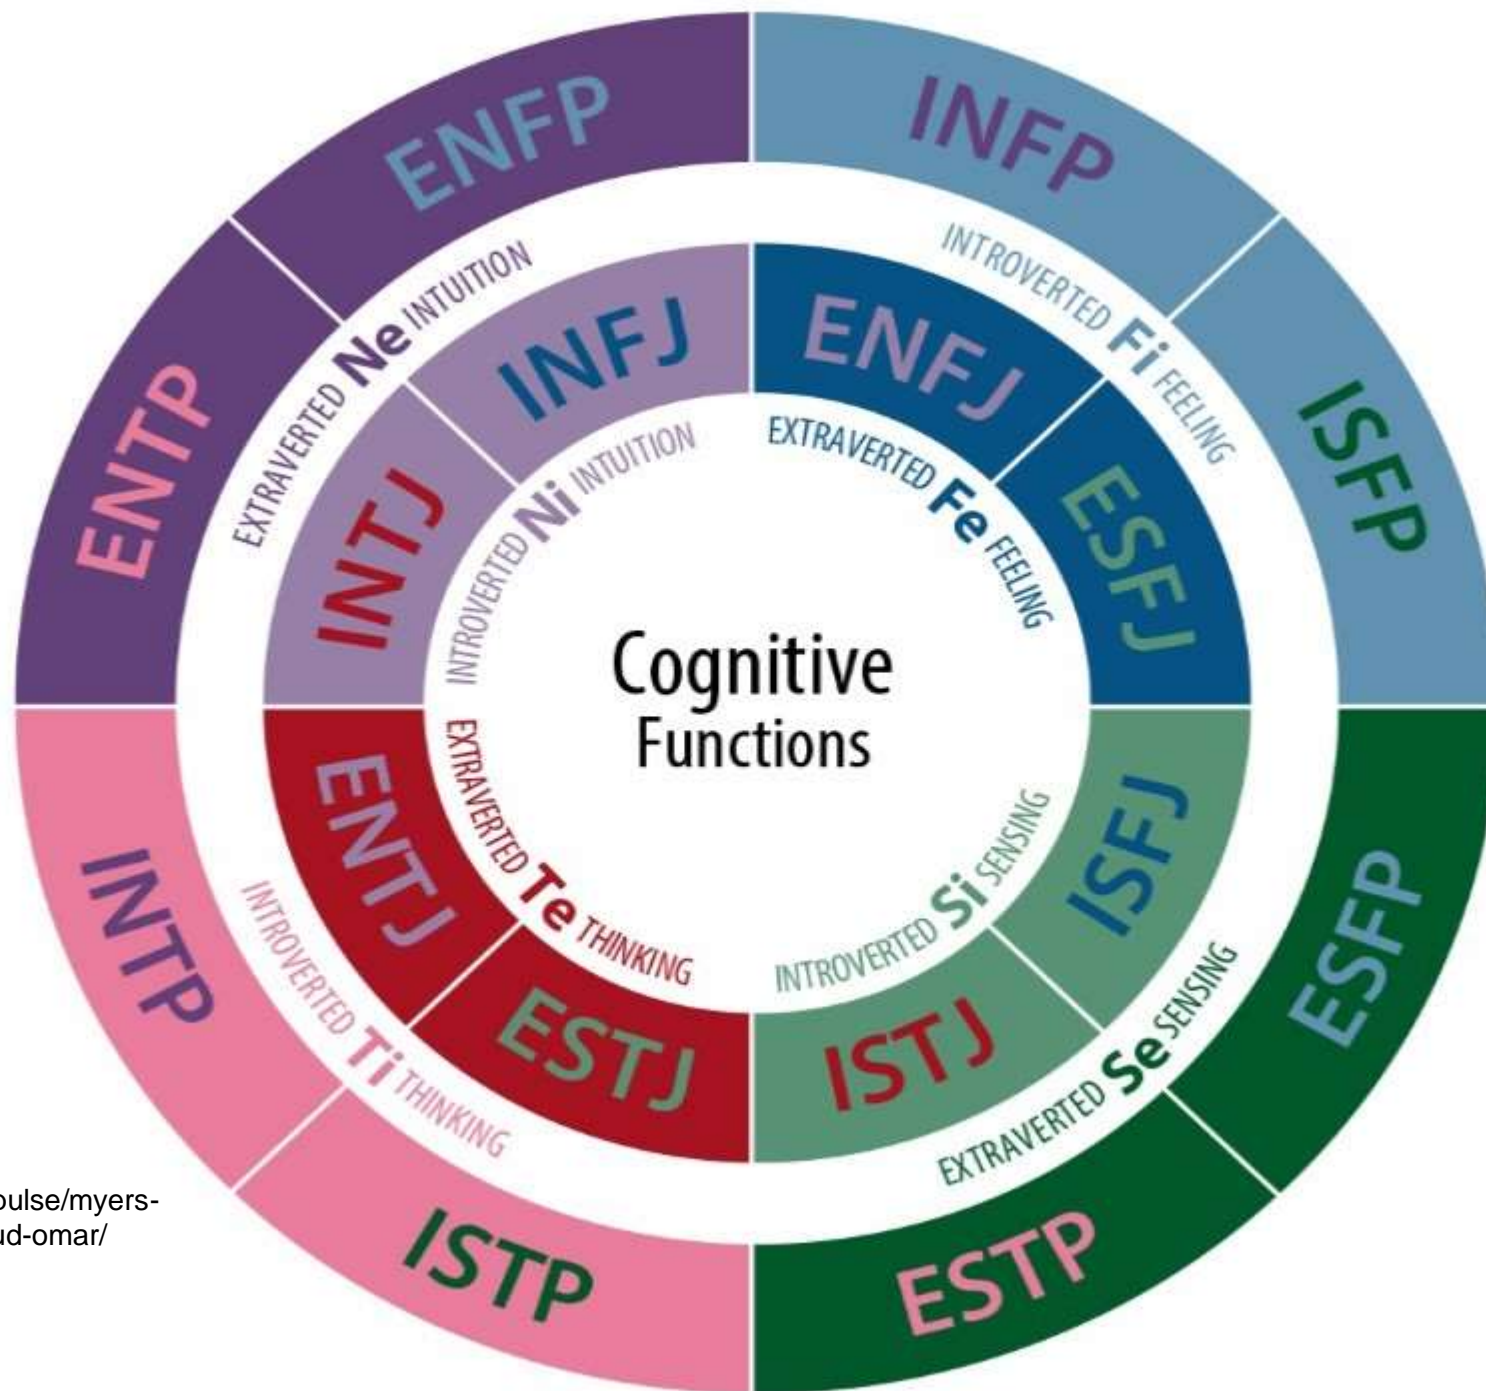 ENFP
INFP
ENTP
EXTRAVERTED Ne INTUITION
INTROVERTED Fi FEELING
ISFP
INFJ
ENFJ
INTJ
INTROVERTED Ni INTUITION
EXTRAVERTED Fe FEELING
ESFJ
Cognitive
Functions
ENTJ
EXTRAVERTED Te THINKING
INTROVERTED Si SENSING
ISFJ
INTP
INTROVERTED Ti THINKING
ESTJ
ISTJ
EXTRAVERTED Se SENSING
ESFP
ISTP
ESTP
pulse/myers-
ud-omar/